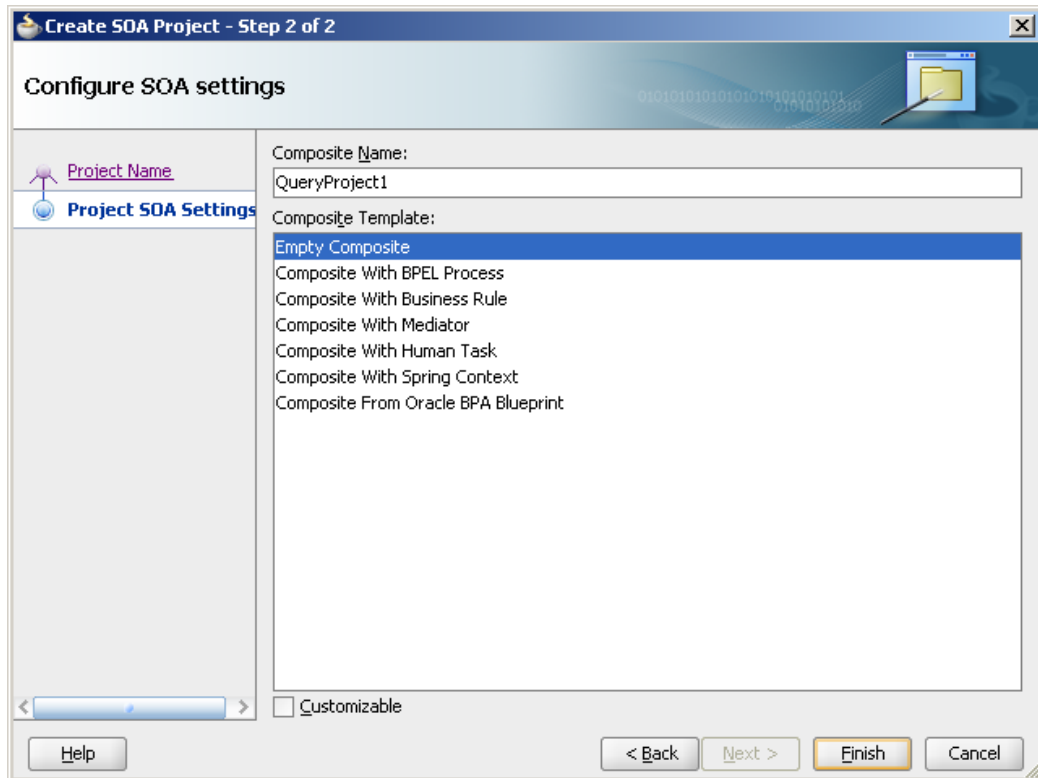 Create SOA Project - Step 2 of 2
Configure SOA settings
Project Name
Project SOA Settings
Composite Name:
QueryProject1
Composite Template:
Empty Composite
Composite With BPEL Process
Composite With Business Rule
Composite With Mediator
Composite With Human Task
Composite With Spring Context
Composite From Oracle BPA Blueprint
Customizable
Help
< Back
Next >
Finish
Cancel